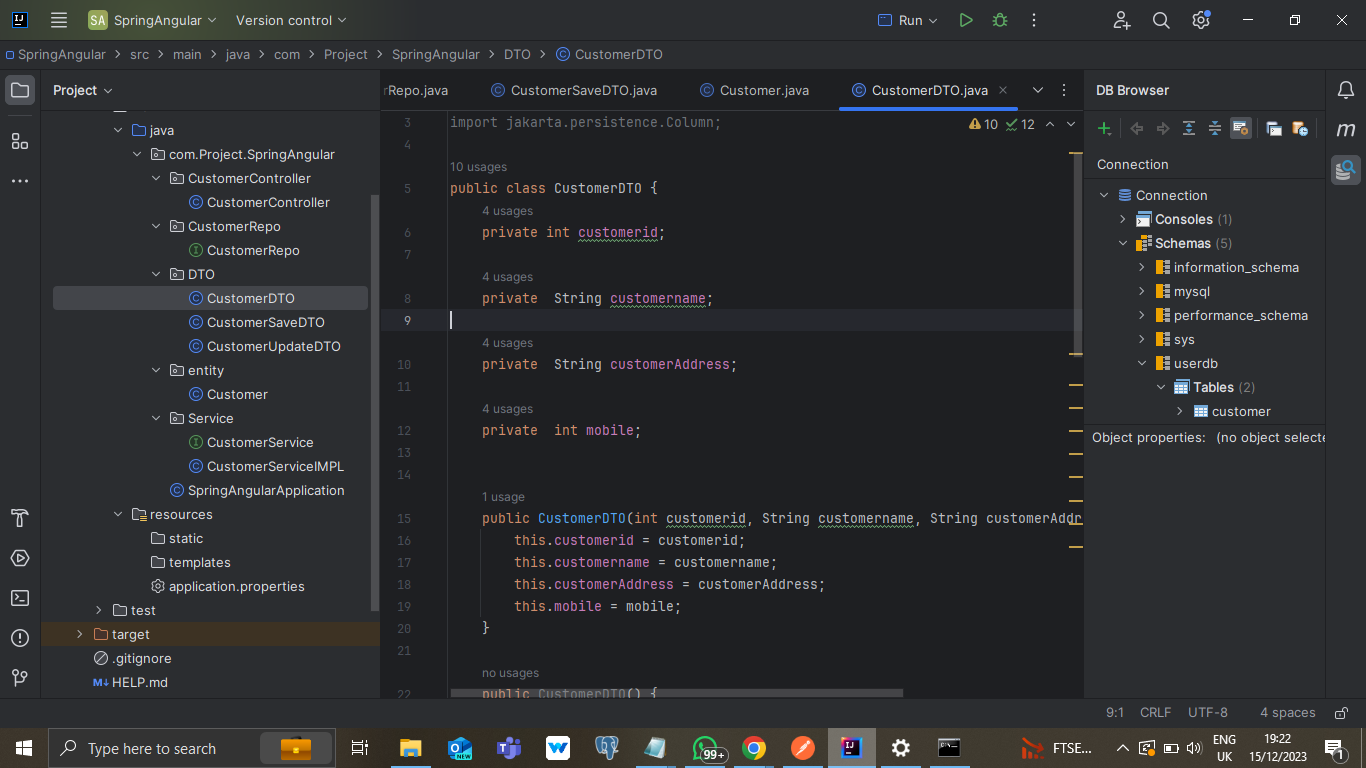 SA SpringAngular Version control Run
SpringAngular > src > main > java > com > Project > SpringAngular > DTO > CustomerDTO
Project
java
com.Project.SpringAngular
CustomerController
CustomerController
CustomerRepo
CustomerRepo
DTO
CustomerDTO
CustomerSaveDTO
CustomerUpdateDTO
entity
Customer
Service
CustomerService
CustomerServiceIMPL
SpringAngularApplication
resources
static
templates
application.properties
test
target
.gitignore
HELP.md
rRepo.java CustomerSaveDTO.java Customer.java CustomerDTO.java
10 12
3 import jakarta.persistence.Column;
4
10 usages
5 public class CustomerDTO {
4 usages
6 private int customerid;
7
4 usages
8 private  String customername;
9
4 usages
10 private  String customerAddress;
11
4 usages
12 private  int mobile;
13
14
1 usage
15 public CustomerDTO(int customerid, String customername, String customerAddr
16 this.customerid = customerid;
17 this.customername = customername;
18 this.customerAddress = customerAddress;
19 this.mobile = mobile;
20 }
21
no usages
22 public CustomerDTO() {
DB Browser
Connection
Connection
Consoles (1)
Schemas (5)
information_schema
mysql
performance_schema
sys
userdb
Tables (2)
customer
Object properties: (no object selecte
m
9:1 CRLF UTF-8 4 spaces
Type here to search
NEW
99+
FTSE...
ENG
UK
19:22
15/12/2023
1